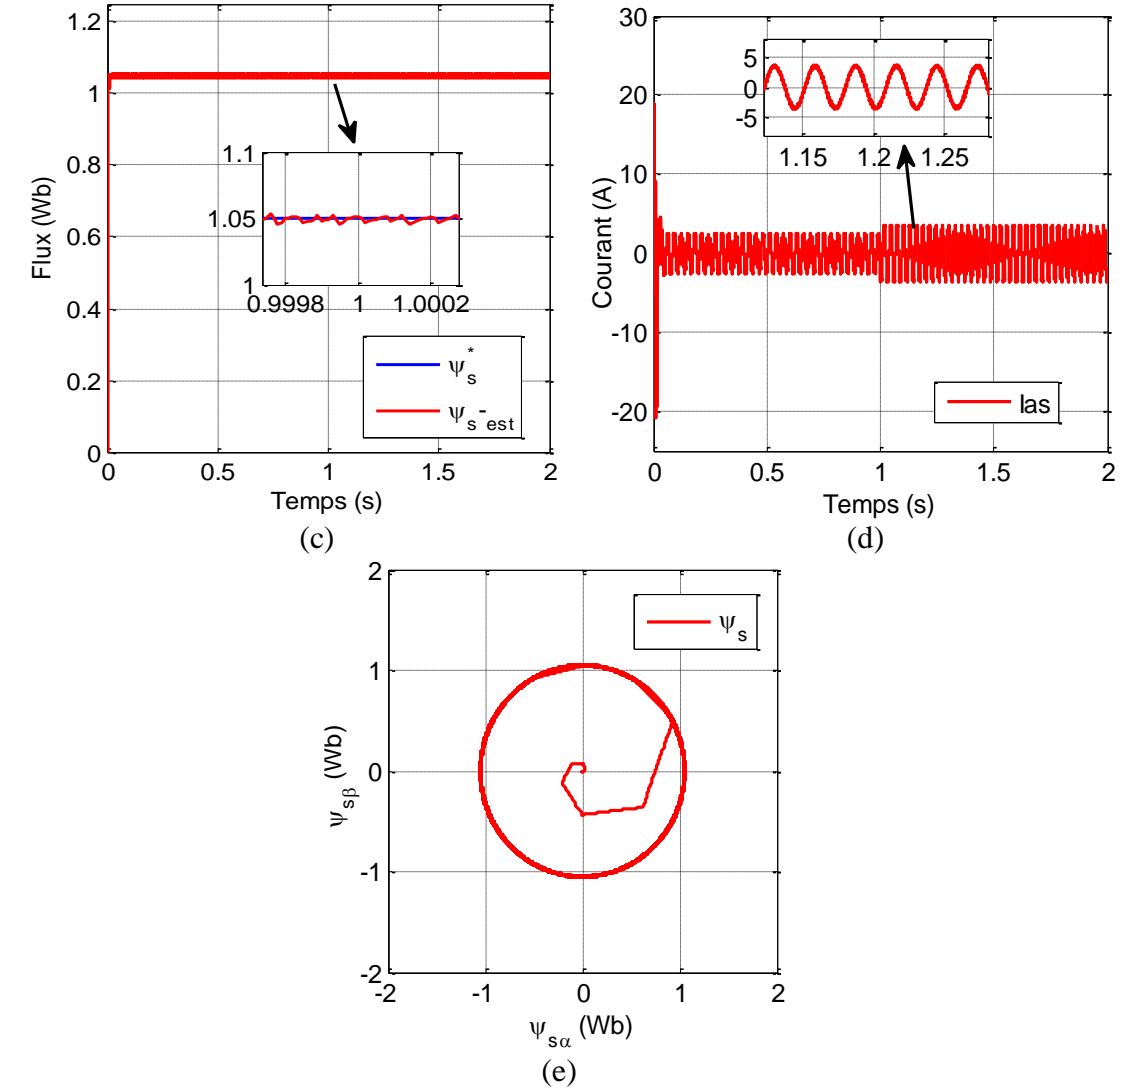 1.2
1
0.8
0.6
0.4
0.2
0
Flux (Wb)
1.1
1.05
1
0.9998 1 1.0002
ψs*
ψs-est
0 0.5 1 1.5 2
Temps (s)
(c)
30
20
10
0
-10
-20
Courant (A)
5
0
-5
1.15 1.2 1.25
Ias
0 0.5 1 1.5 2
Temps (s)
(d)
2
1
0
-1
-2
ψsβ (Wb)
ψs
-2 -1 0 1 2
ψsα (Wb)
(e)